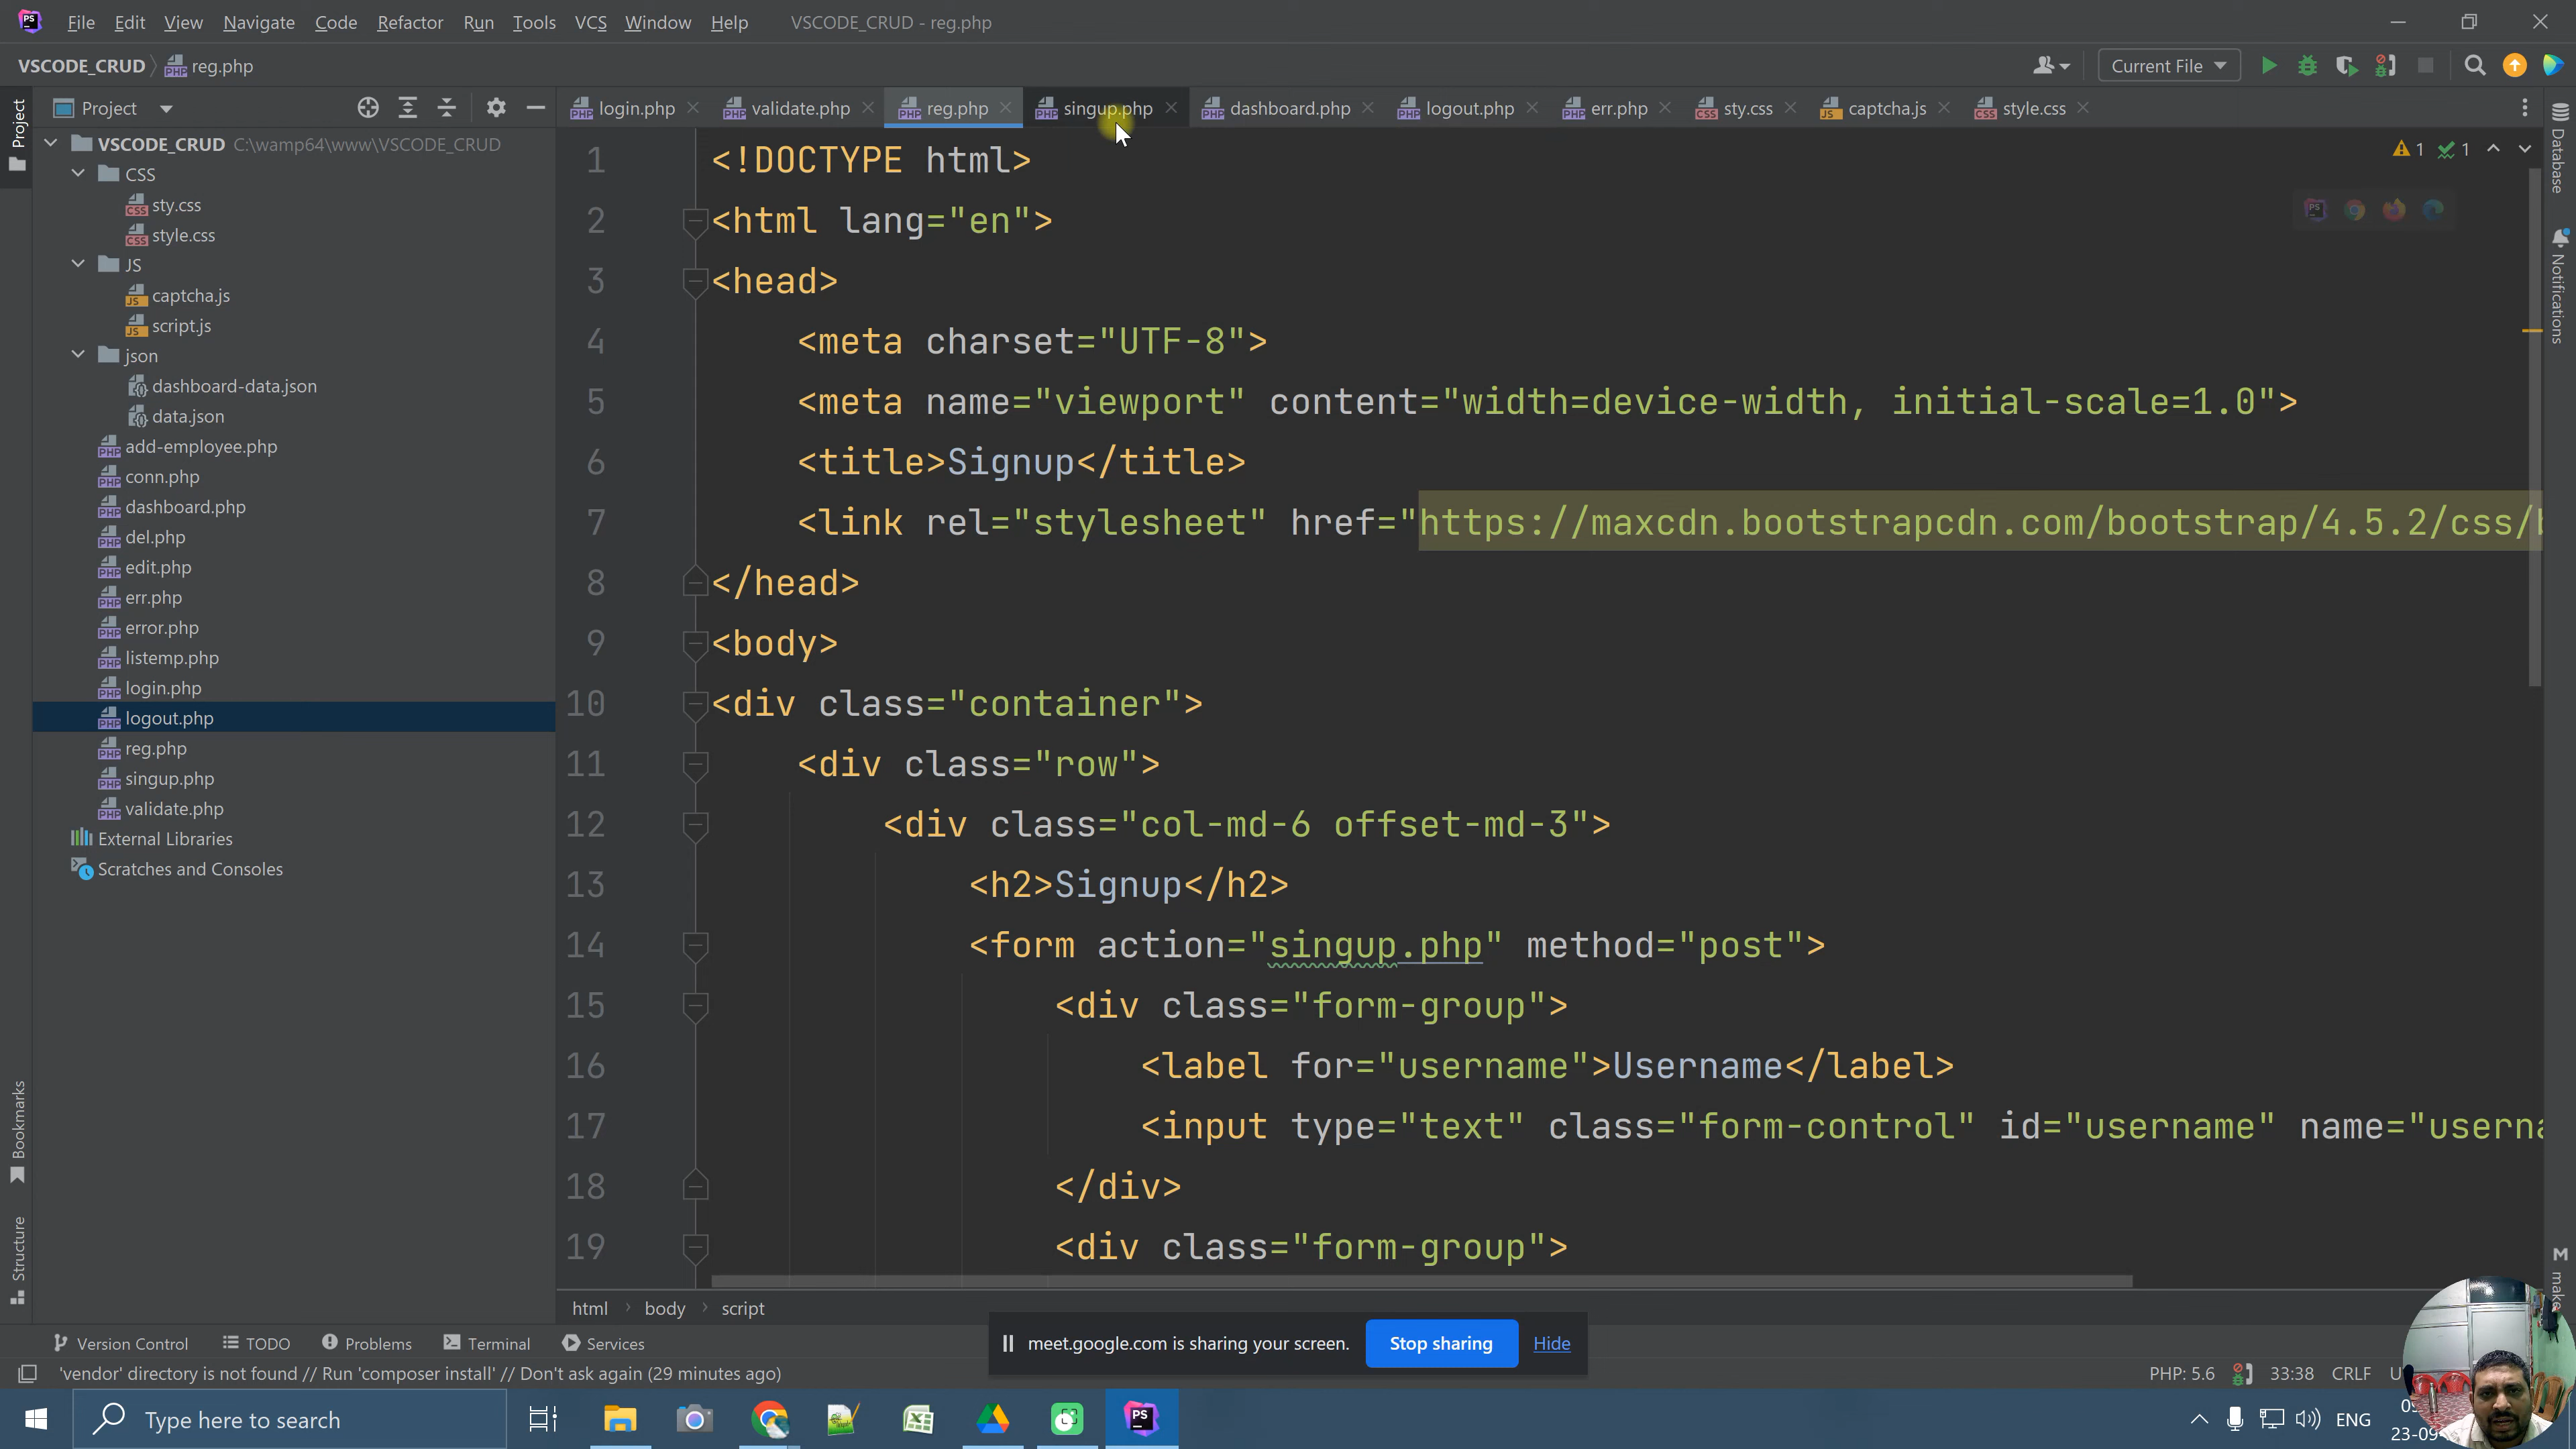 File Edit View Navigate Code Refactor Run Tools VCS Window Help VSCODE_CRUD - reg.php
VSCODE_CRUD reg.php Current File
Project login.php validate.php reg.php singup.php dashboard.php logout.php err.php sty.css captcha.js style.css
Project
VSCODE_CRUD C:\wamp64\www\VSCODE_CRUD
CSS
sty.css
style.css
JS
captcha.js
script.js
json
dashboard-data.json
data.json
add-employee.php
conn.php
dashboard.php
del.php
edit.php
err.php
error.php
listemp.php
login.php
logout.php
reg.php
singup.php
validate.php
External Libraries
Scratches and Consoles
Bookmarks
Structure
1 <!DOCTYPE html>
2 <html lang="en">
3 <head>
4 <meta charset="UTF-8">
5 <meta name="viewport" content="width=device-width, initial-scale=1.0">
6 <title>Signup</title>
7 <link rel="stylesheet" href="https://maxcdn.bootstrapcdn.com/bootstrap/4.5.2/css/
8 </head>
9 <body>
10 <div class="container">
11 <div class="row">
12 <div class="col-md-6 offset-md-3">
13 <h2>Signup</h2>
14 <form action="singup.php" method="post">
15 <div class="form-group">
16 <label for="username">Username</label>
17 <input type="text" class="form-control" id="username" name="userna
18 </div>
19 <div class="form-group">
1 1
Database
Notifications
make
html body script
Version Control TODO Problems Terminal Services
meet.google.com is sharing your screen. Stop sharing Hide
'vendor' directory is not found // Run 'composer install' // Don't ask again (29 minutes ago) PHP: 5.6 33:38 CRLF
Type here to search
PS
ENG
23-09